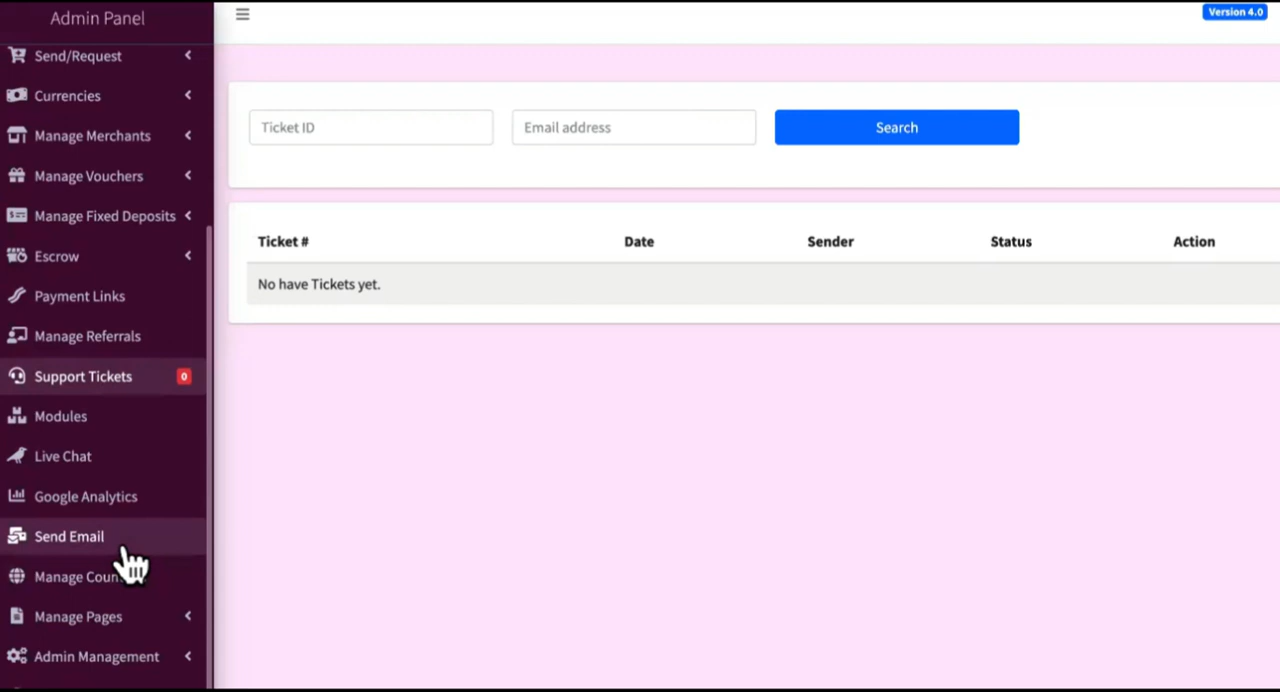 Admin Panel
Version 4.0
Send/Request
Currencies
Manage Merchants
Manage Vouchers
Manage Fixed Deposits
Escrow
Payment Links
Manage Referrals
Support Tickets 0
Modules
Live Chat
Google Analytics
Send Email
Manage Coun
Manage Pages
Admin Management
Ticket ID
Email address
Search
Ticket # Date Sender Status Action
No have Tickets yet.